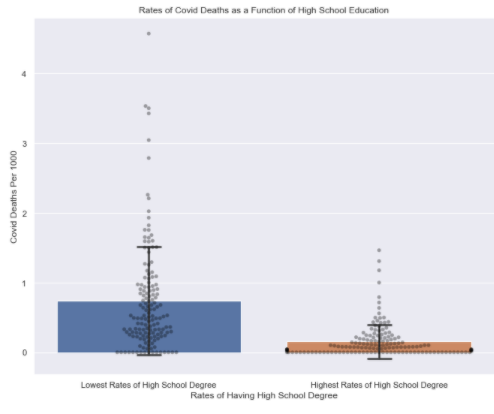 Rates of Covid Deaths as a Function of High School Education
4
3
2
1
0
Covid Deaths Per 1000
Lowest Rates of High School Degree
Highest Rates of High School Degree
Rates of Having High School Degree